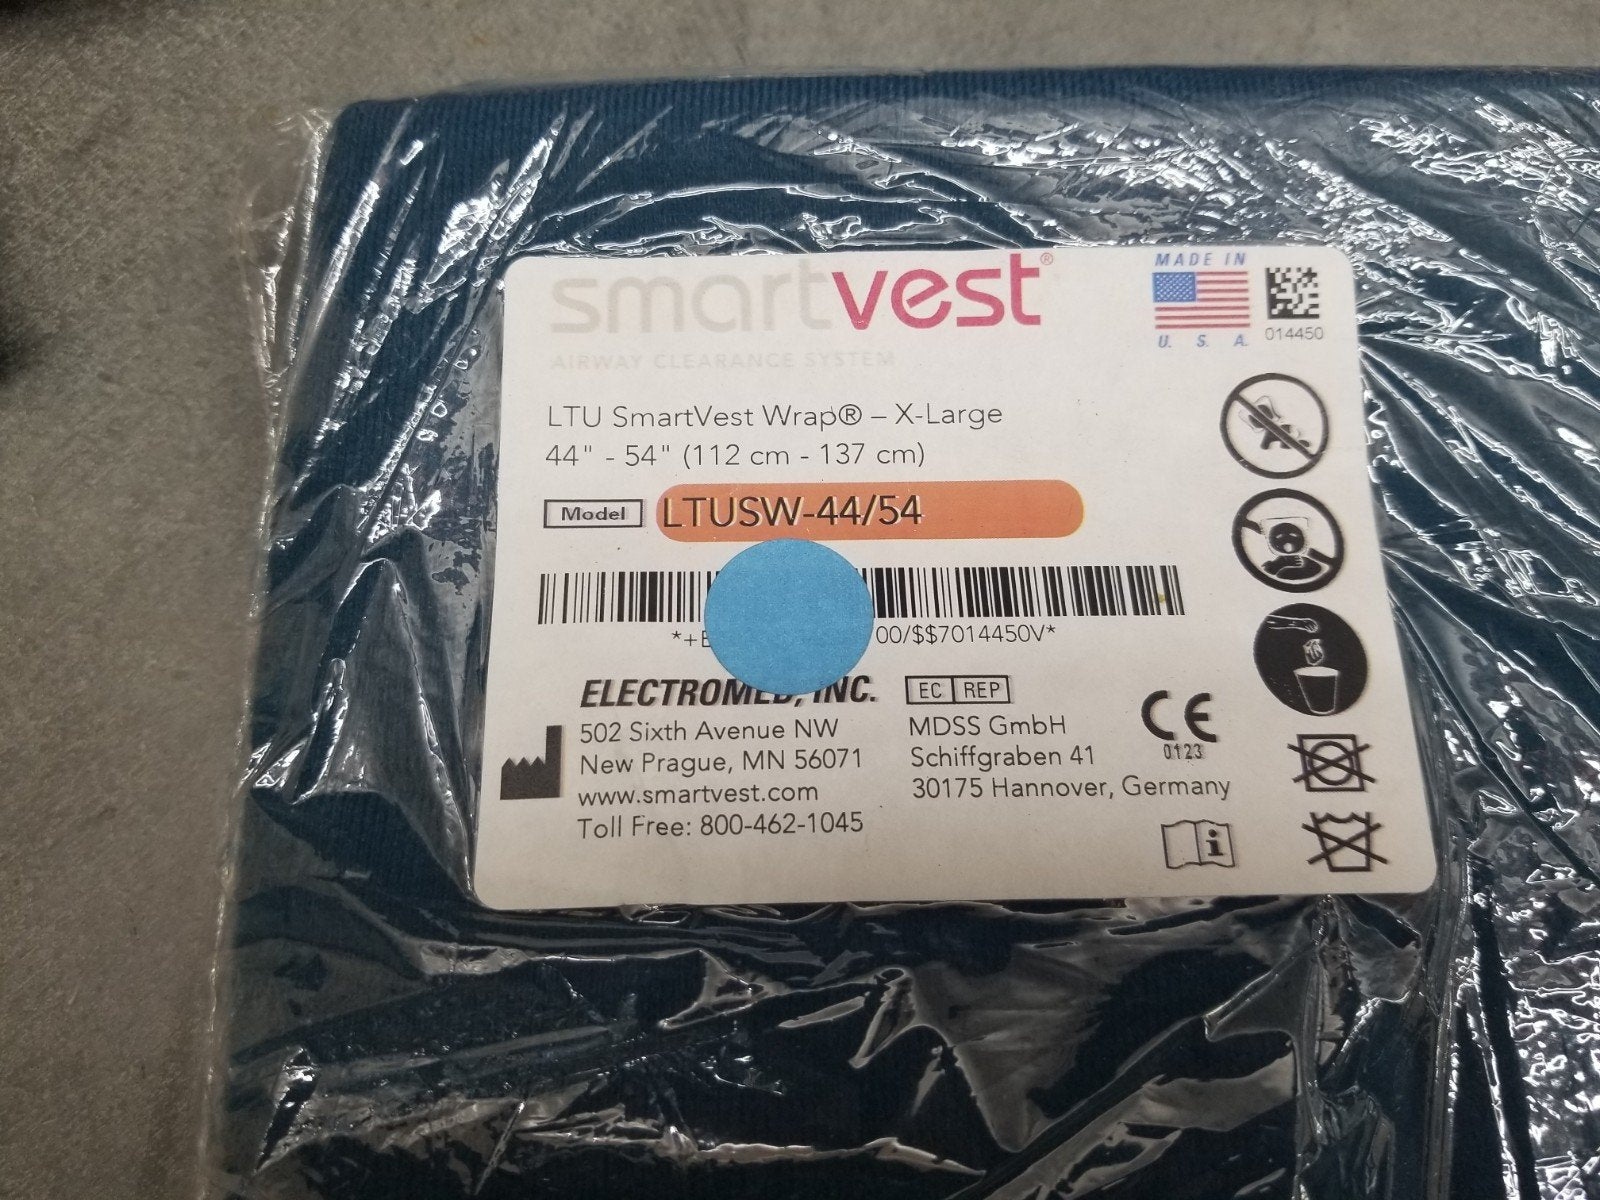 smartvest®
AIRWAY CLEARANCE SYSTEM
MADE IN
U. S. A.
014450
LTU SmartVest Wrap® – X-Large
44" - 54" (112 cm - 137 cm)
Model LTUSW-44/54
00/$$7014450V*
ELECTROMED, INC.
502 Sixth Avenue NW
New Prague, MN 56071
www.smartvest.com
Toll Free: 800-462-1045
EC REP
MDSS GmbH
Schiffgraben 41
30175 Hannover, Germany
CE
0123
i